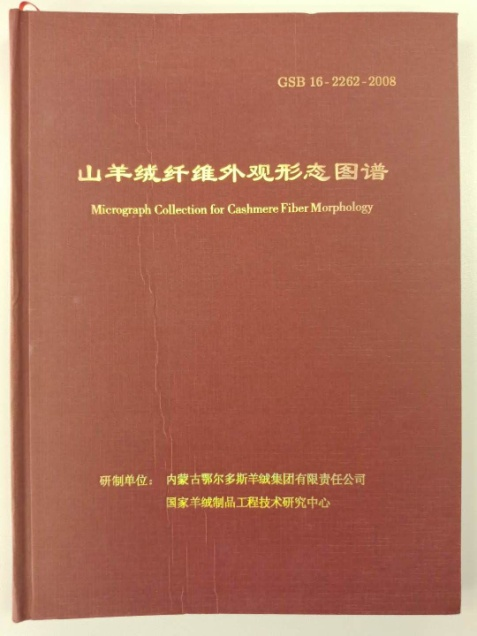 GSB 16-2262-2008
山羊绒纤维外观形态图谱
Micrograph Collection for Cashmere Fiber Morphology
研制单位： 内蒙古鄂尔多斯羊绒集团有限责任公司
国家羊绒制品工程技术研究中心